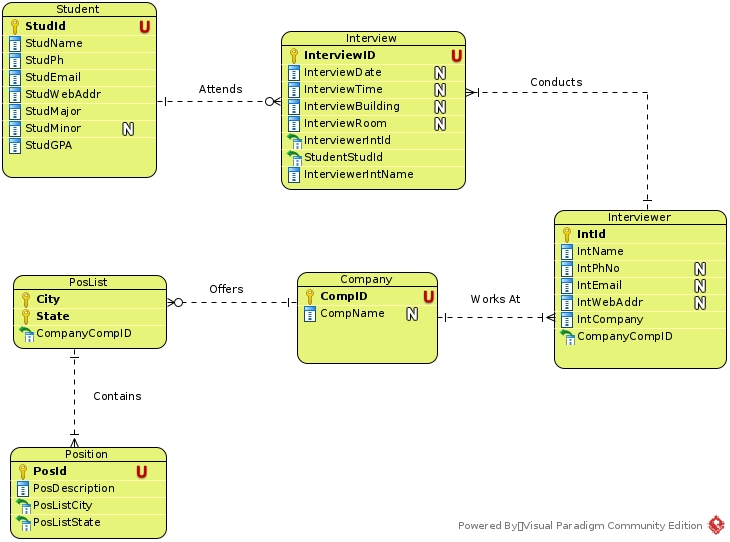 Student
StudId U
StudName
StudPh
StudEmail
StudWebAddr
StudMajor
StudMinor N
StudGPA
Attends
Interview
InterviewID U
InterviewDate N
InterviewTime N
InterviewBuilding N
InterviewRoom N
InterviewerIntId
StudentStudId
InterviewerIntName
Conducts
Interviewer
IntId
IntName
IntPhNo N
IntEmail N
IntWebAddr N
IntCompany
CompanyCompID
PosList
City
State
CompanyCompID
Offers
Company
CompID U
CompName N
Works At
Contains
Position
PosId U
PosDescription
PosListCity
PosListState
Powered By▯Visual Paradigm Community Edition